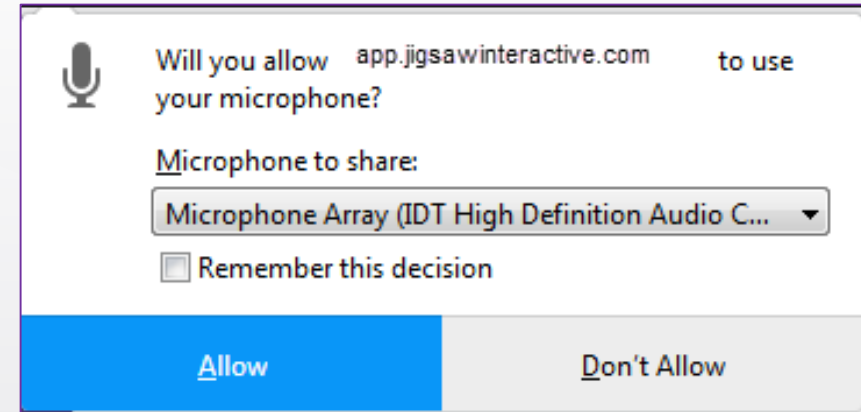 Will you allow app.jigsawinteractive.com to use
your microphone?
Microphone to share:
Microphone Array (IDT High Definition Audio C...
Remember this decision
Allow
Don't Allow